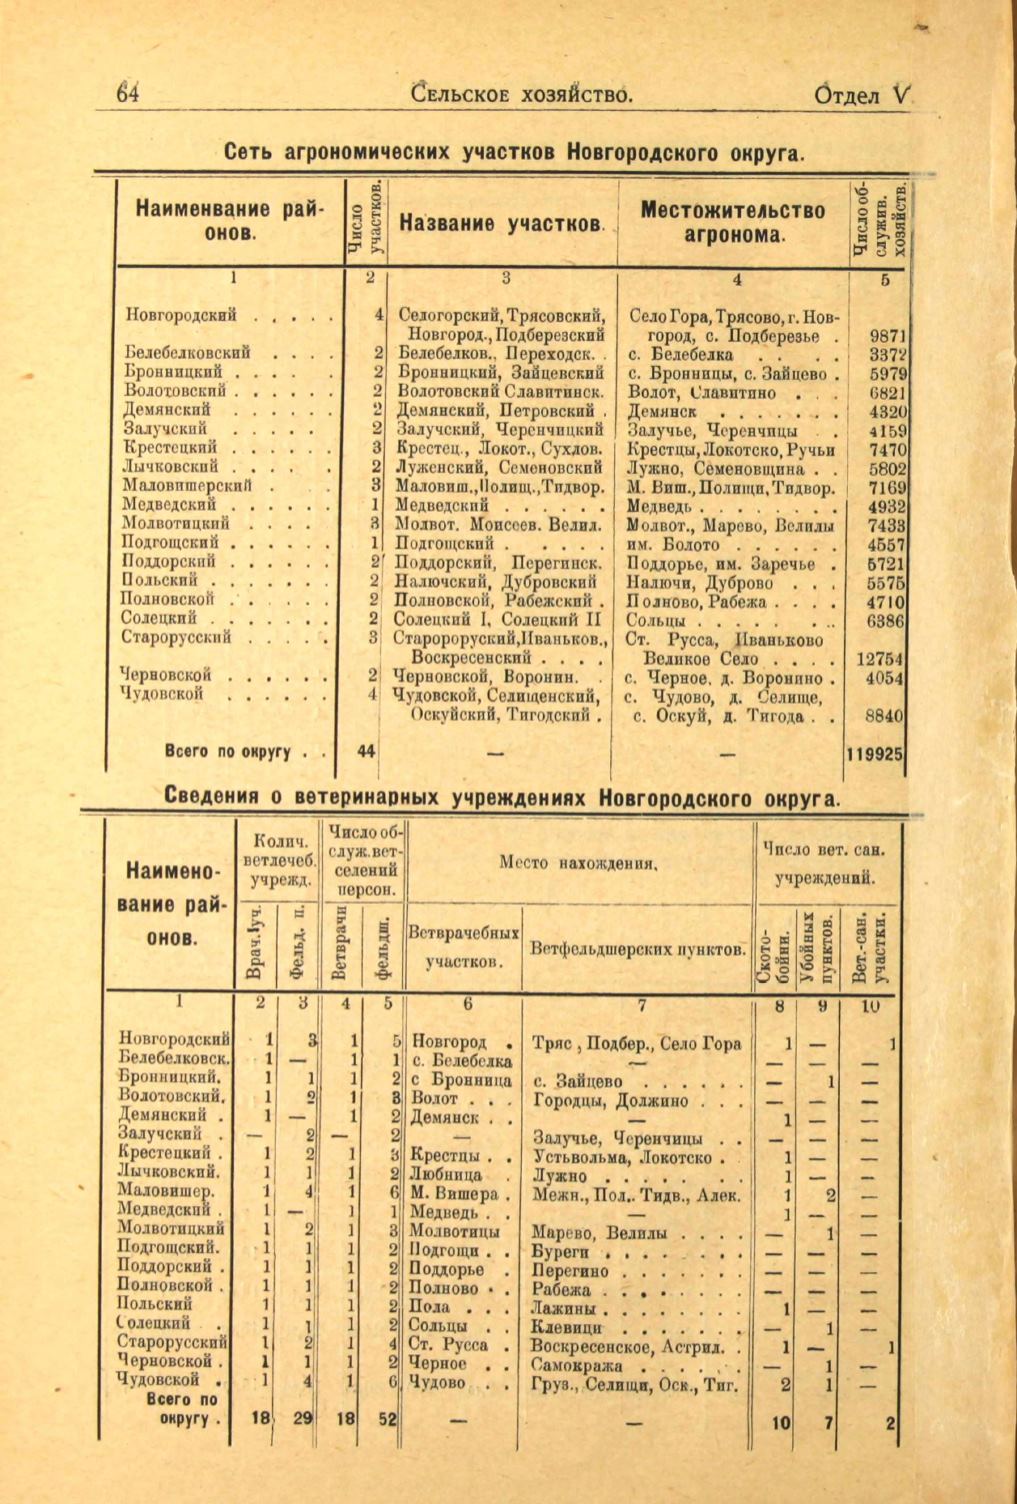 64 Сельское хозяйство. Отдел V
Сеть агрономических участков Новгородского округа.
Наименвание рай-
онов.
Число
участков.
Название участков.
Местожительство
агронома.
Число об-
служив.
хозяйств.
1 2 3 4 5
Новгородский . . . . . 4 Селогорский, Трясовский, Село Гора, Трясово, г. Нов-
Новгород., Подберезский город, с. Подберезье . 9871
Белебелковский . . . . 2 Белебелков., Переходск. . с. Белебелка . . . . 3372
Бронницкий . . . . . 2 Бронницкий, Зайцевский с. Бронницы, с. Зайцево . 5979
Волотовский . . . . . . 2 Волотовский Славитинск. Волот, Славитино . . . 6821
Демянский . . . . . . 2 Демянский, Петровский . Демянск . . . . . . . 4320
Залучский . . . . . 2 Залучский, Черенчицкий Залучье, Черенчицы . . 4159
Крестецкий . . . . . . 3 Крестец., Локот., Сухлов. Крестцы, Локотско, Ручьи 7470
Лычковский . . . . . 2 Луженский, Семеновский Лужно, Семеновщина . . 5802
Маловишерский . . . 3 Маловиш., Полищ., Тидвор. М. Виш., Полищи, Тидвор. 7169
Медведский . . . . . . 1 Медведский . . . . . . Медведь . . . . . . . . 4932
Молвотицкий . . . . 3 Молвот. Моисеев. Велил. Молвот., Марево, Велилы 7433
Подгощский . . . . . . 1 Подгощский . . . . . им. Болото . . . . . . 4557
Поддорский . . . . . . 2 Поддорский, Перегинск. Поддорье, им. Заречье . 5721
Польский . . . . . . . 2 Налючский, Дубровский Налючи, Дуброво . . . 5575
Полновской . . . . . . 2 Полновской, Рабежский . Полново, Рабежа . . . . 4710
Солецкий . . . . . . . 2 Солецкий I, Солецкий II Сольцы . . . . . . . . 6386
Старорусский . . . . . 3 Старороруский, Иваньков., Ст. Русса, Иваньково
Воскресенский . . . . Великое Село . . . . 12754
Черновской . . . . . . 2 Черновской, Воронин. . с. Черное, д. Воронино . 4054
Чудовской . . . . . . 4 Чудовской, Селищенский, с. Чудово, д. Селище,
Оскуйский, Тигодский . с. Оскуй, д. Тигода . . 8840
Всего по округу . . 44 — — 119925
Сведения о ветеринарных учреждениях Новгородского округа.
Наимено-
вание рай-
онов.
Колич.
ветлечеб.
учрежд.
Число об-
служ. вет-
селений
персон.
Место нахождения.
Число вет. сан.
учреждений.
Врач. уч.
Фельд. п.
Ветврачи
фельдш.
Ветврачебных
участков.
Ветфельдшерских пунктов.
Ското-
бойни.
Убойных
пунктов.
Вет.-сан.
участки.
1 2 3 4 5 6 7 8 9 10
Новгородский 1 3 1 5 Новгород . Тряс , Подбер., Село Гора 1 — 1
Белебелковск. 1 — 1 1 с. Белебелка — — — —
Бронницкий. 1 1 1 2 с Бронница с. Зайцево . . . . . . — 1 —
Волотовский. 1 2 1 3 Волот . . . Городцы, Должино . . . — — —
Демянский . 1 — 1 2 Демянск . . — 1 — —
Залучский . — 2 — 2 — Залучье, Черенчицы . . — — —
Крестецкий . 1 2 1 3 Крестцы . . Устьвольма, Локотско . 1 — —
Лычковский. 1 1 1 2 Любница . Лужно . . . . . . . 1 — —
Маловишер. 1 4 1 6 М. Вишера . Межн., Пол,. Тидв., Алек. 1 2 —
Медведский . 1 — 1 1 Медведь . . — 1 — —
Молвотицкий 1 2 1 3 Молвотицы Марево, Велилы . . . . — 1 —
Подгощский. 1 1 1 2 Подгощи . . Буреги . . . . . . . . — — —
Поддорский . 1 1 1 2 Поддорье . Перегино . . . . . . . — — —
Полновской . 1 1 1 2 Полново . . Рабежа . . . . . . . . — — —
Польский 1 1 1 2 Пола . . . Лажины . . . . . . . . 1 — —
Солецкий . 1 1 1 2 Сольцы . . Клевици . . . . . . . — 1 —
Старорусский 1 2 1 4 Ст. Русса . Воскресенское, Астрил. . 1 — 1
Черновской . 1 1 1 2 Черное . . Самокража . . . . . . — 1 —
Чудовской . 1 4 1 6 Чудово . . Груз., Селищи, Оск., Тиг. 2 1 —
Всего по
округу . 18 29 18 52 — — 10 7 2